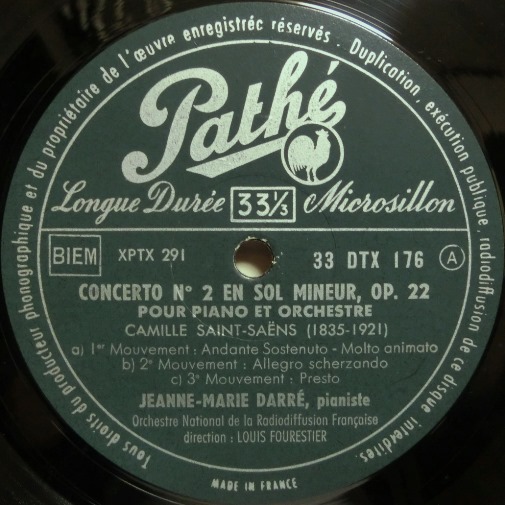 Tous droits du producteur phonographique et du propriétaire de l'œuvre enregistrée réservés. Duplication, exécution publique, radiodiffusion de ce disque interdites.
Pathé
Longue Durée 33 1/3 Microsillon
BIEM XPTX 291 33 DTX 176 A
CONCERTO N° 2 EN SOL MINEUR, OP. 22
POUR PIANO ET ORCHESTRE
CAMILLE SAINT-SAËNS (1835-1921)
a) 1er Mouvement : Andante Sostenuto - Molto animato
b) 2e Mouvement : Allegro scherzando
c) 3e Mouvement : Presto
JEANNE-MARIE DARRÉ, pianiste
Orchestre National de la Radiodiffusion Française
direction : LOUIS FOURESTIER
MADE IN FRANCE